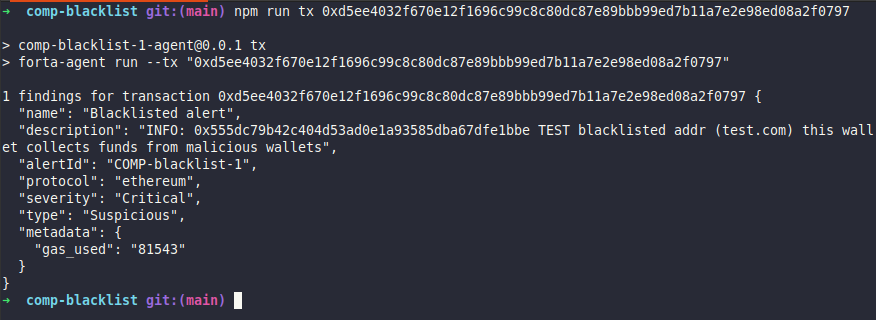 ➜  comp-blacklist git:(main) npm run tx 0xd5ee4032f670e12f1696c99c8c80dc87e89bbb99ed7b11a7e2e98ed08a2f0797
> comp-blacklist-1-agent@0.0.1 tx
> forta-agent run --tx "0xd5ee4032f670e12f1696c99c8c80dc87e89bbb99ed7b11a7e2e98ed08a2f0797"
1 findings for transaction 0xd5ee4032f670e12f1696c99c8c80dc87e89bbb99ed7b11a7e2e98ed08a2f0797 {
  "name": "Blacklisted alert",
  "description": "INFO: 0x555dc79b42c404d53ad0e1a93585dba67dfe1bbe TEST blacklisted addr (test.com) this wall
et collects funds from malicious wallets",
  "alertId": "COMP-blacklist-1",
  "protocol": "ethereum",
  "severity": "Critical",
  "type": "Suspicious",
  "metadata": {
    "gas_used": "81543"
  }
}
➜  comp-blacklist git:(main)